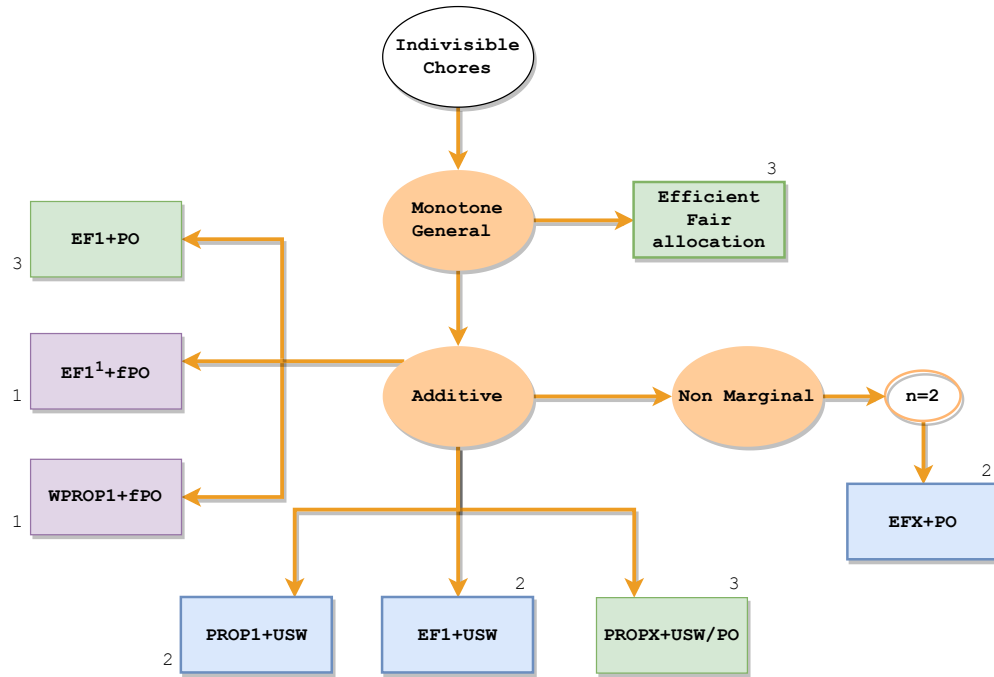 Indivisible
Chores
3
Monotone
General
Efficient
Fair
allocation
EF1+PO
3
EF1¹+fPO
1
Additive
Non Marginal
n=2
WPROP1+fPO
1
2
EFX+PO
2
3
PROP1+USW
2
EF1+USW
PROPX+USW/PO